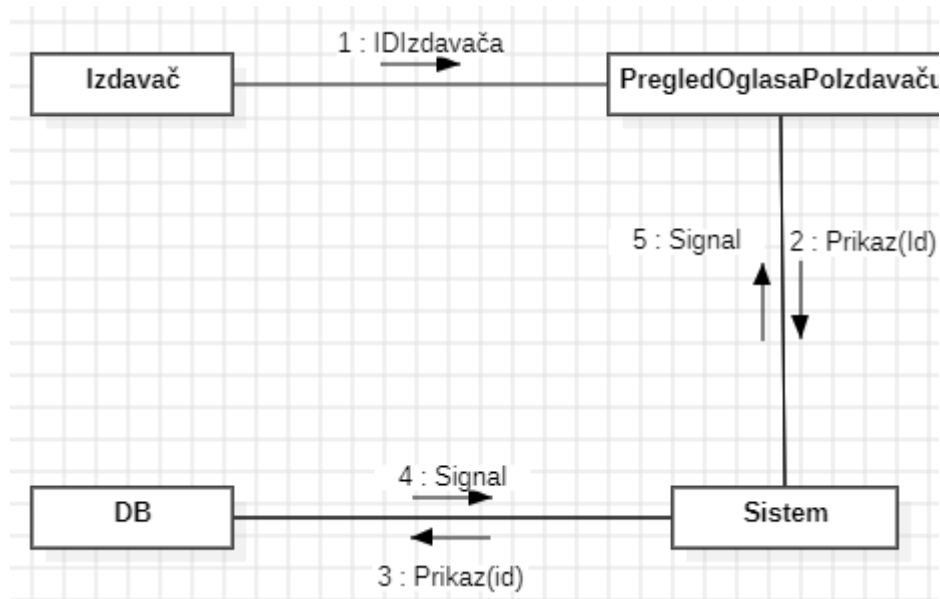 1 : IDIzdavača
Izdavač
PregledOglasaPoIzdavaču
5 : Signal
2 : Prikaz(Id)
4 : Signal
DB
Sistem
3 : Prikaz(id)